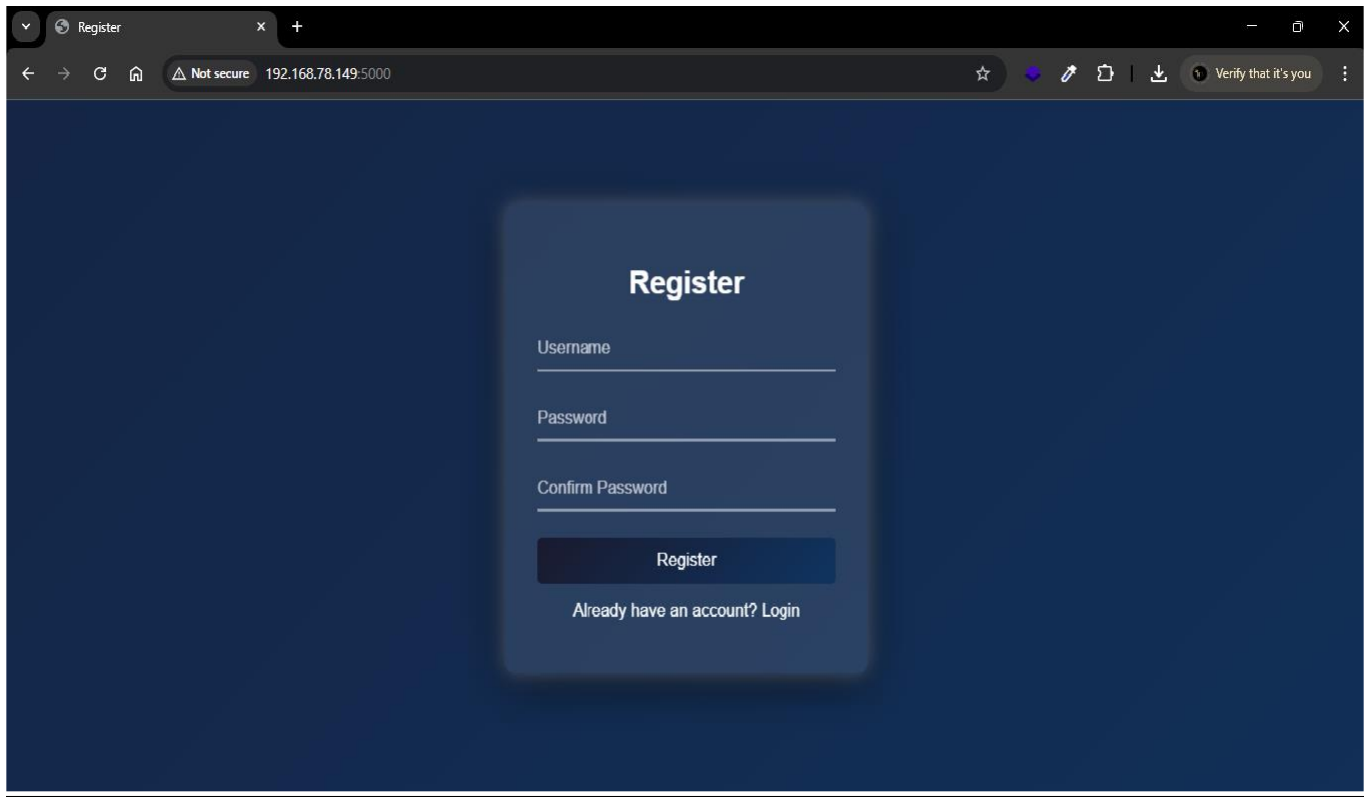 Register
Not secure 192.168.78.149:5000 Verify that it's you
Register
Username
Password
Confirm Password
Register
Already have an account? Login